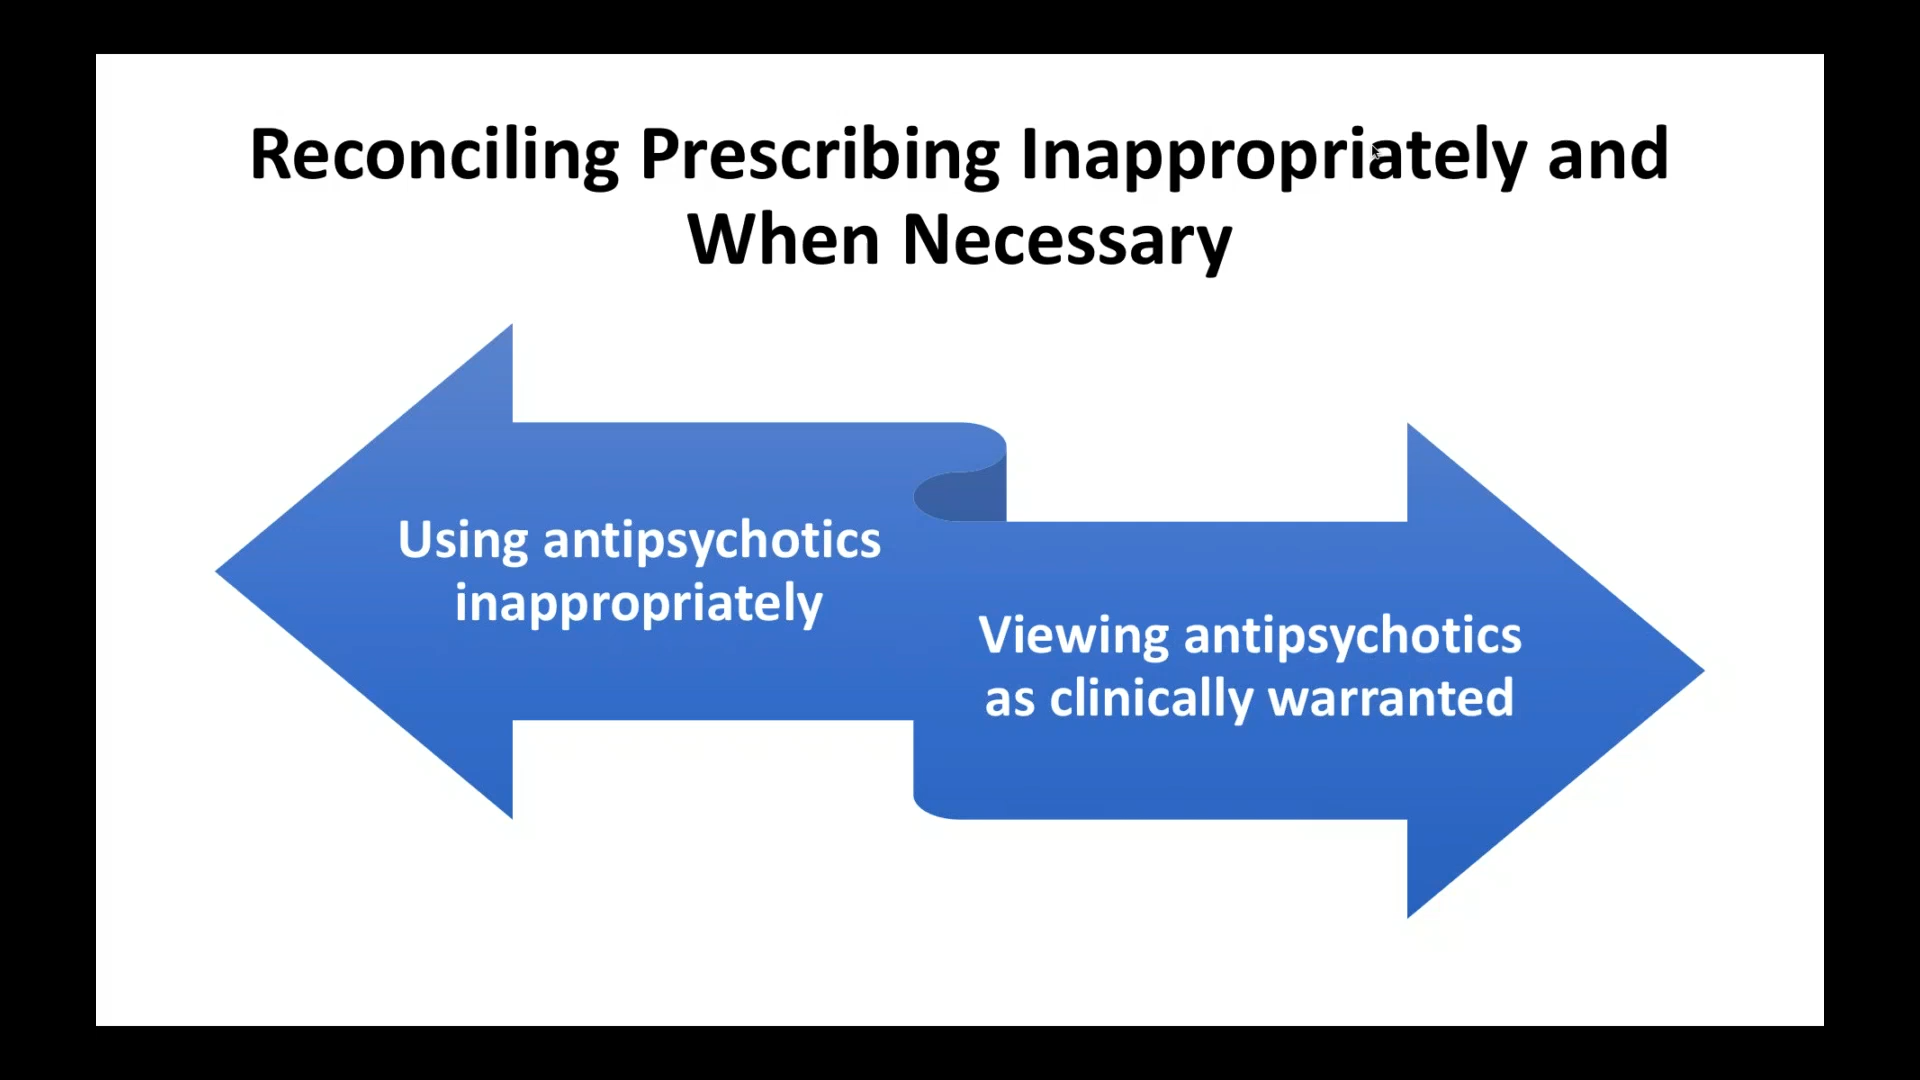 Reconciling Prescribing Inappropriately and
When Necessary
Using antipsychotics
inappropriately
Viewing antipsychotics
as clinically warranted